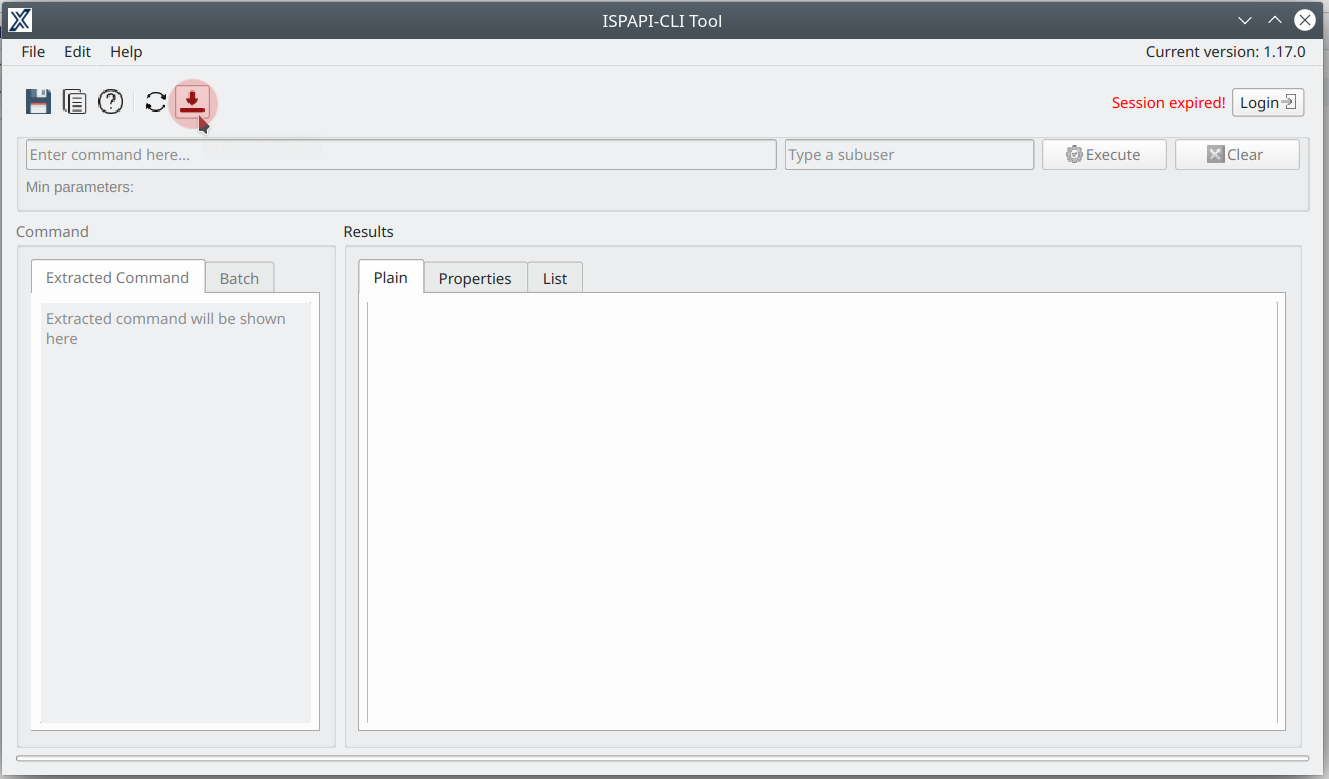 ISPAPI-CLI Tool
File Edit Help
Current version: 1.17.0
Session expired!
Login
Enter command here...
Type a subuser
Execute
Clear
Min parameters:
Command
Results
Extracted Command
Batch
Plain
Properties
List
Extracted command will be shown
here